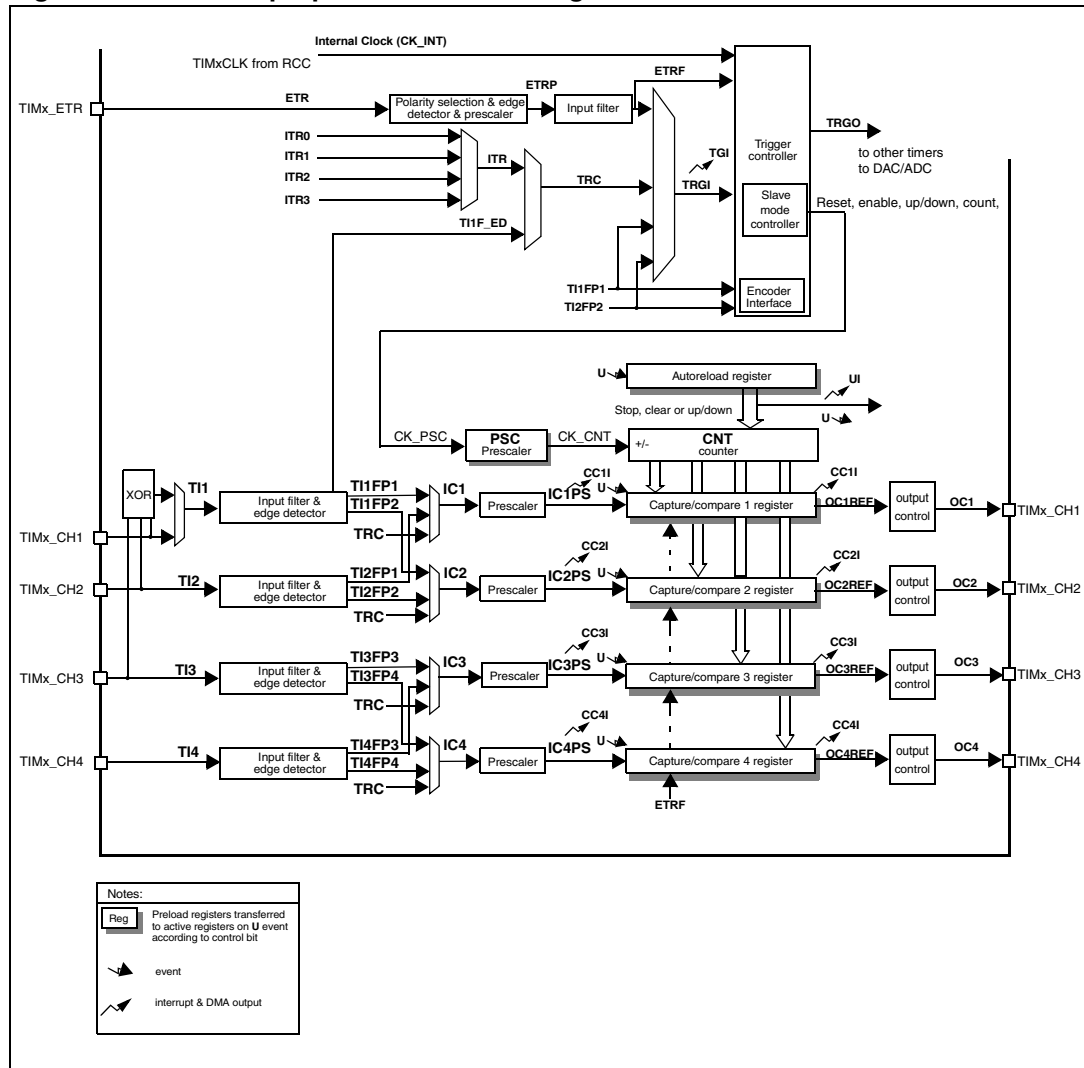 Internal Clock (CK_INT)
TIMxCLK from RCC
ETRF
ETRP
ETR
TIMx_ETR
Polarity selection & edge
detector & prescaler
Input filter
ITR0
ITR1
ITR2
ITR3
ITR
TRC
TI1F_ED
TGI
TRGI
Trigger
controller
TRGO
to other timers
to DAC/ADC
Slave
mode
controller
Reset, enable, up/down, count,
TI1FP1
TI2FP2
Encoder
Interface
U
Autoreload register
UI
U
Stop, clear or up/down
CK_PSC
PSC
Prescaler
CK_CNT
+/-
CNT
counter
XOR
TI1
Input filter &
edge detector
TI1FP1
TI1FP2
TRC
IC1
Prescaler
IC1PS
CC1I
U
Capture/compare 1 register
CC1I
OC1REF
output
control
OC1
TIMx_CH1
TIMx_CH1
TIMx_CH2
TI2
Input filter &
edge detector
TI2FP1
TI2FP2
TRC
IC2
Prescaler
IC2PS
CC2I
U
Capture/compare 2 register
CC2I
OC2REF
output
control
OC2
TIMx_CH2
TIMx_CH3
TI3
Input filter &
edge detector
TI3FP3
TI3FP4
TRC
IC3
Prescaler
IC3PS
CC3I
U
Capture/compare 3 register
CC3I
OC3REF
output
control
OC3
TIMx_CH3
TIMx_CH4
TI4
Input filter &
edge detector
TI4FP3
TI4FP4
TRC
IC4
Prescaler
IC4PS
CC4I
U
Capture/compare 4 register
CC4I
OC4REF
output
control
OC4
TIMx_CH4
ETRF
Notes:
Reg
Preload registers transferred
to active registers on U event
according to control bit
event
interrupt & DMA output